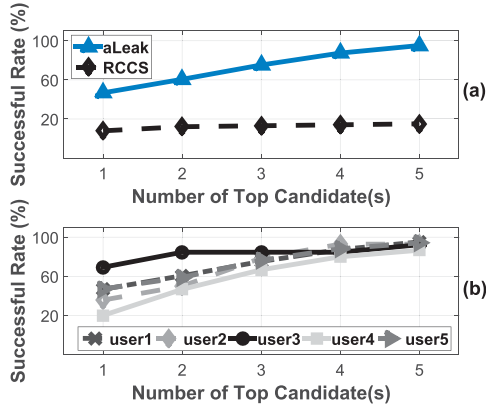 Successful Rate (%)
100
60
20
aLeak
RCCS
(a)
1 2 3 4 5
Number of Top Candidate(s)
Successful Rate (%)
100
60
20
(b)
user1 user2 user3 user4 user5
1 2 3 4 5
Number of Top Candidate(s)